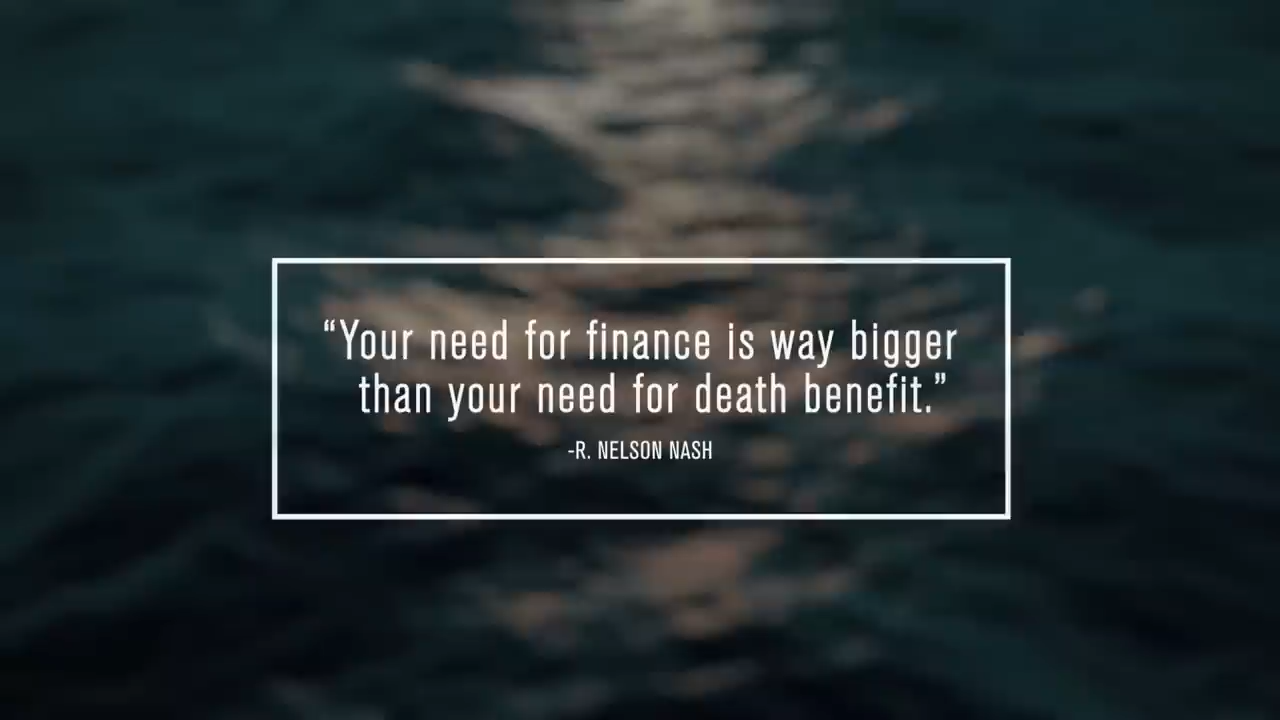 “Your need for finance is way bigger
than your need for death benefit.”
-R. NELSON NASH